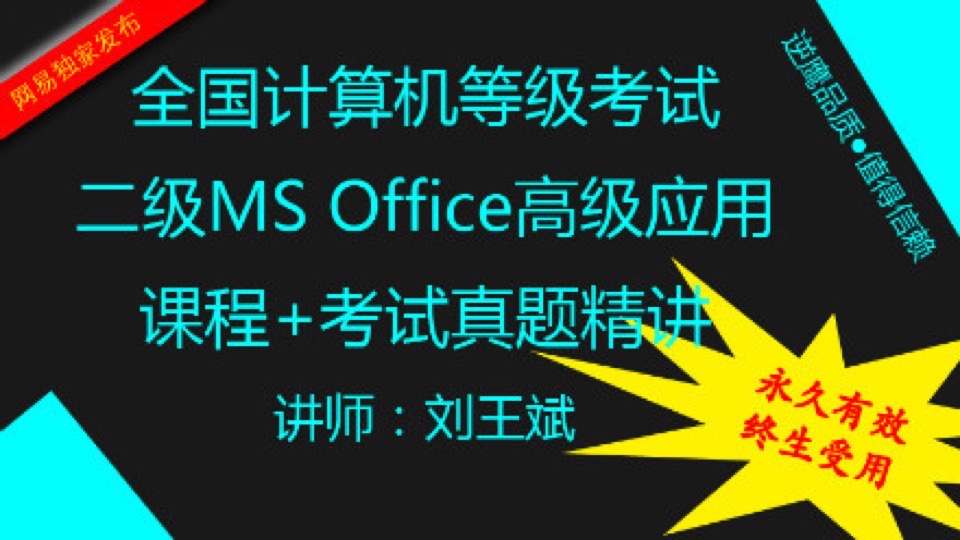 网易独家发布
逆鹰品质●值得信赖
全国计算机等级考试
二级MS Office高级应用
课程+考试真题精讲
讲师：刘王斌
永久有效
终生受用